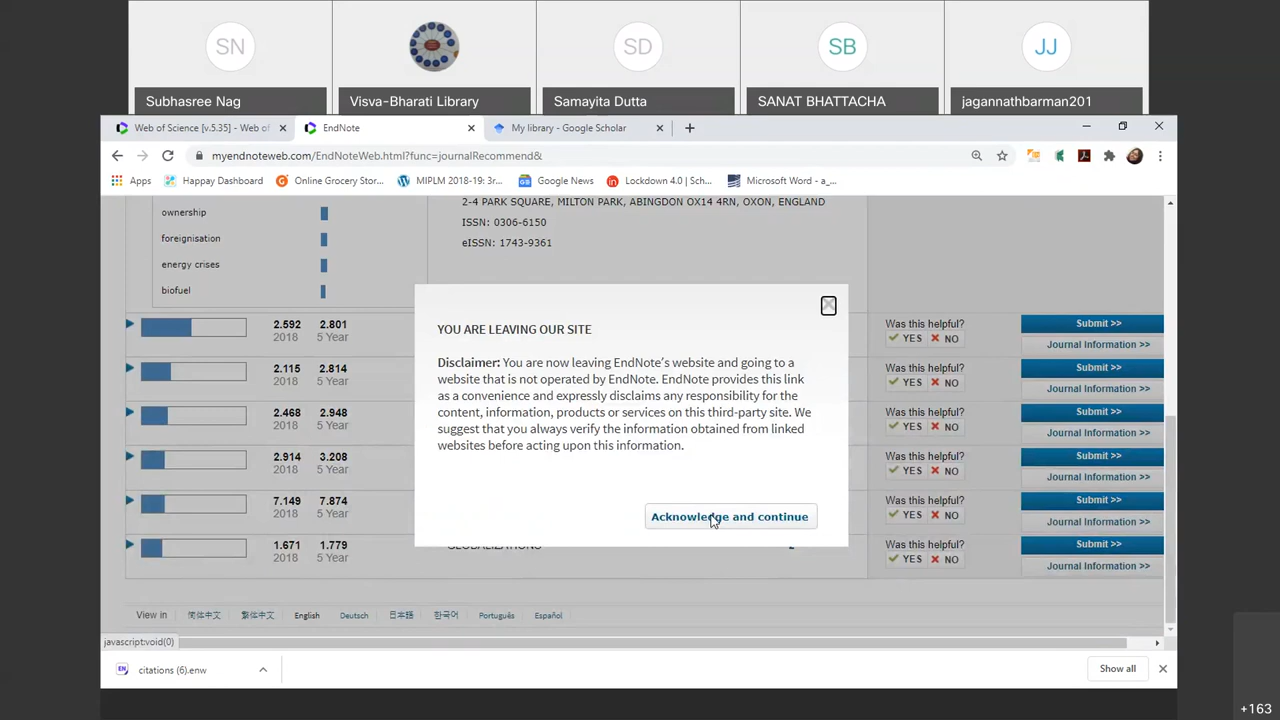 SN
SD
SB
JJ
Subhasree Nag
Visva-Bharati Library
Samayita Dutta
SANAT BHATTACHA
jagannathbarman201
Web of Science [v.5.35] - Web of
EndNote
My library - Google Scholar
myendnoteweb.com/EndNoteWeb.html?func=journalRecommend&
Apps
Happay Dashboard
Online Grocery Stor...
MIPLM 2018-19: 3r...
Google News
Lockdown 4.0 | Sch...
Microsoft Word - a_...
ownership
foreignisation
energy crises
biofuel
2-4 PARK SQUARE, MILTON PARK, ABINGDON OX14 4RN, OXON, ENGLAND
ISSN: 0306-6150
eISSN: 1743-9361
YOU ARE LEAVING OUR SITE
Disclaimer: You are now leaving EndNote's website and going to a
website that is not operated by EndNote. EndNote provides this link
as a convenience and expressly disclaims any responsibility for the
content, information, products or services on this third-party site. We
suggest that you always verify the information obtained from linked
websites before acting upon this information.
Acknowledge and continue
2.592 2.801
2018 5 Year
Was this helpful?
YES NO
Submit >>
Journal Information >>
2.115 2.814
2018 5 Year
Was this helpful?
YES NO
Submit >>
Journal Information >>
2.468 2.948
2018 5 Year
Was this helpful?
YES NO
Submit >>
Journal Information >>
2.914 3.208
2018 5 Year
Was this helpful?
YES NO
Submit >>
Journal Information >>
7.149 7.874
2018 5 Year
Was this helpful?
YES NO
Submit >>
Journal Information >>
1.671 1.779
2018 5 Year
GLOBALIZATIONS
Was this helpful?
YES NO
Submit >>
Journal Information >>
View in 简体中文 繁體中文 English Deutsch 日本語 한국어 Português Español
javascript:void(0)
citations (6).enw
Show all
+163